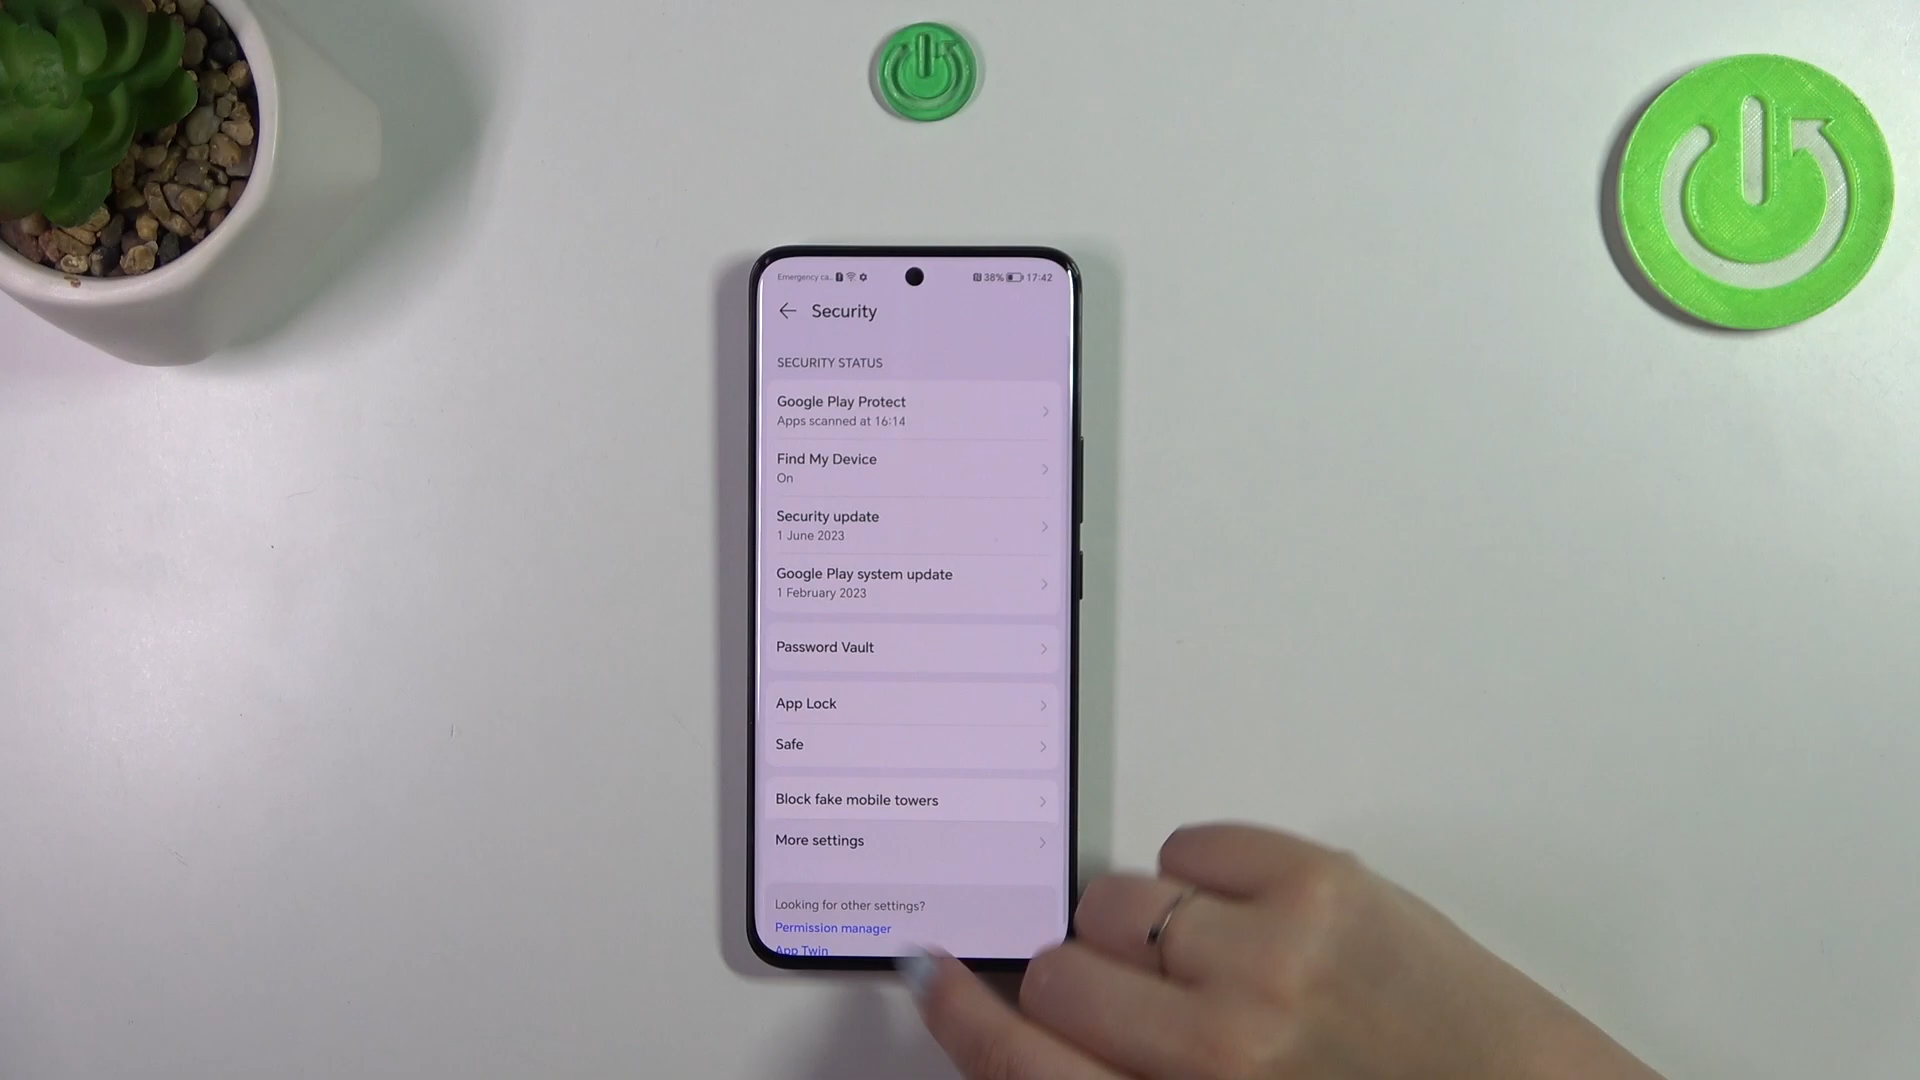 Emergency ca... 38% 17:42
Security
SECURITY STATUS
Google Play Protect
Apps scanned at 16:14
Find My Device
On
Security update
1 June 2023
Google Play system update
1 February 2023
Password Vault
App Lock
Safe
Block fake mobile towers
More settings
Looking for other settings?
Permission manager
App Twin